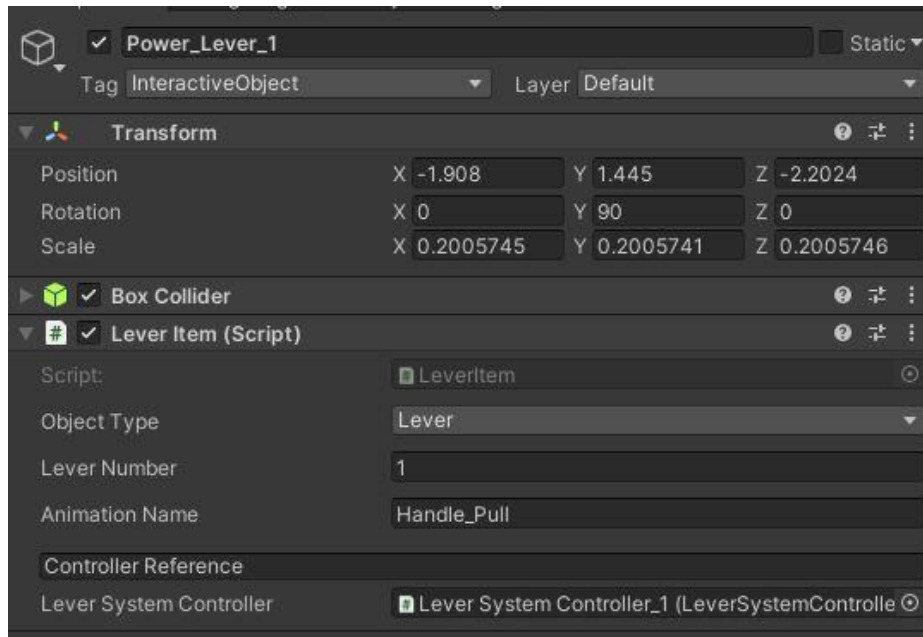 Power_Lever_1 Static
Tag InteractiveObject Layer Default
Transform
Position X -1.908 Y 1.445 Z -2.2024
Rotation X 0 Y 90 Z 0
Scale X 0.2005745 Y 0.2005741 Z 0.2005746
Box Collider
# Lever Item (Script)
Script: # LeverItem
Object Type Lever
Lever Number 1
Animation Name Handle_Pull
Controller Reference
Lever System Controller # Lever System Controller_1 (LeverSystemControlle